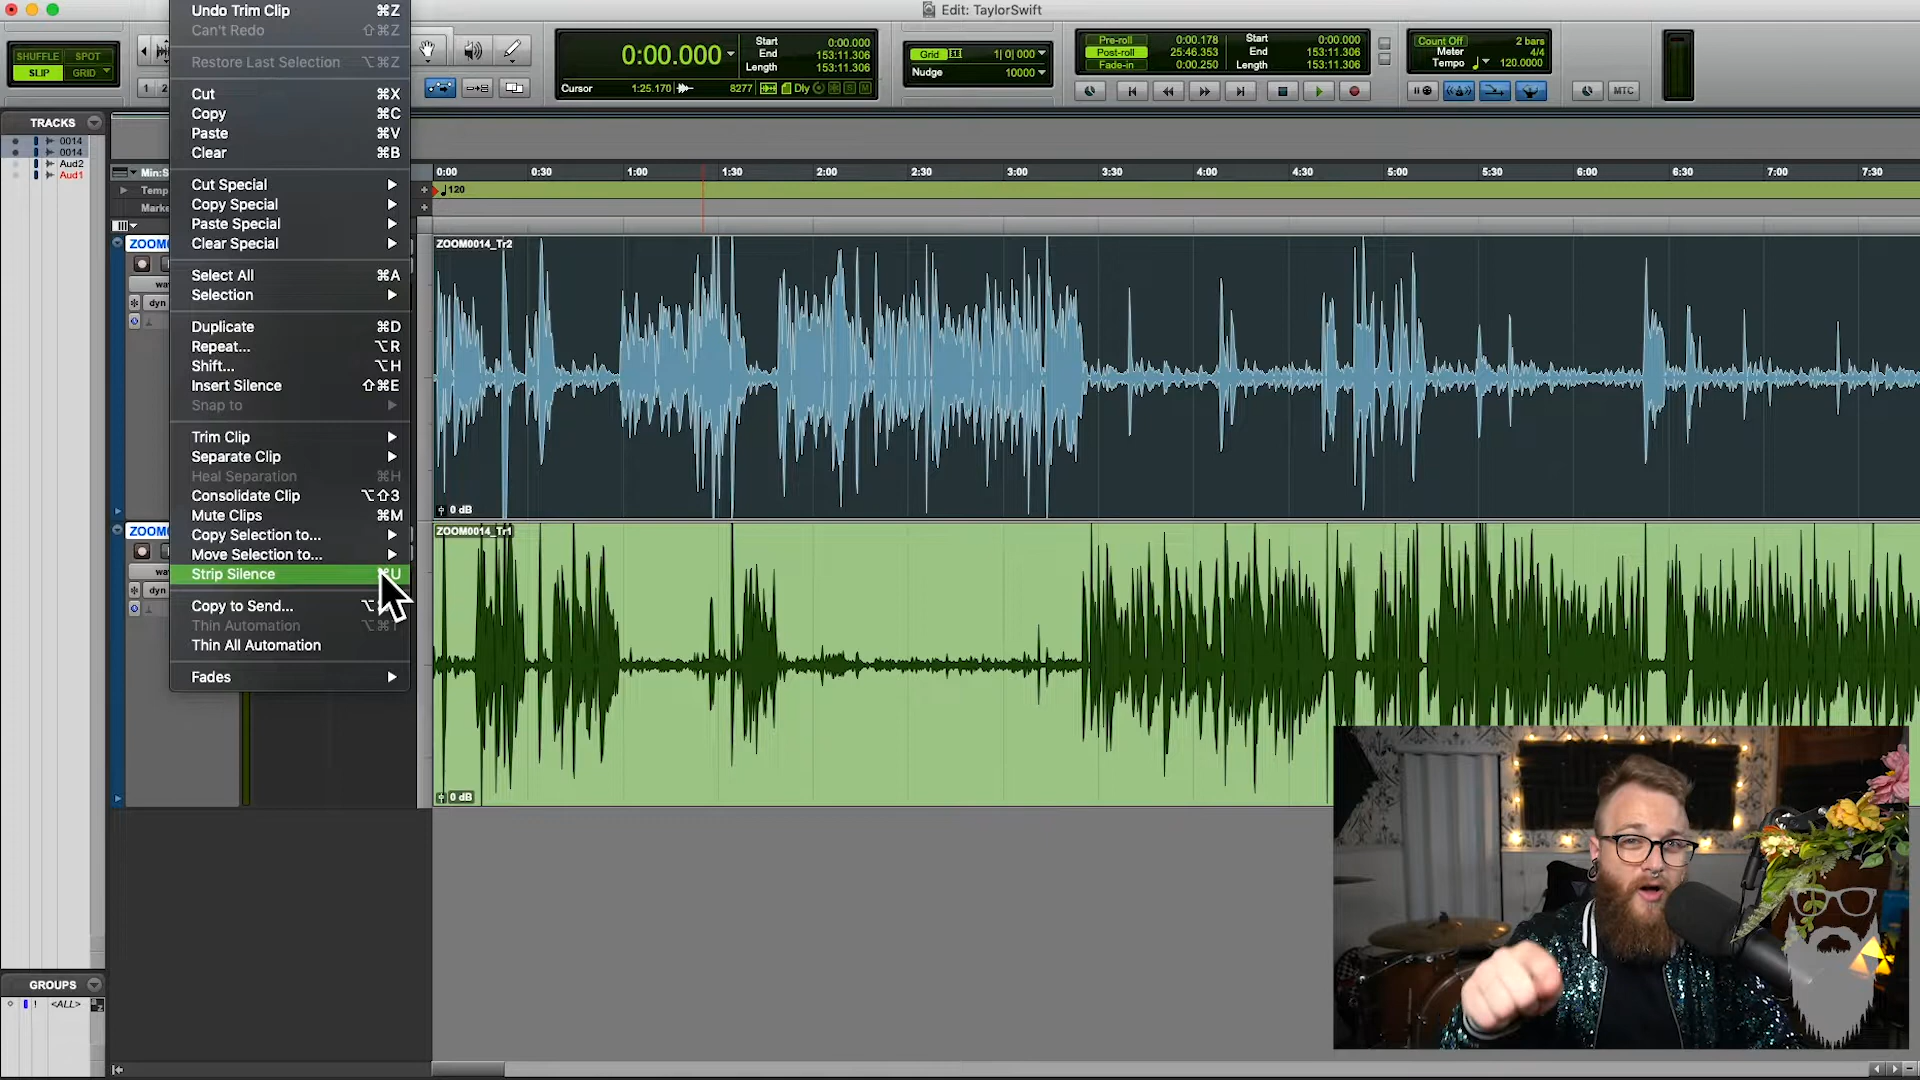 Edit: TaylorSwift
Undo Trim Clip ⌘Z
Can't Redo ⇧⌘Z
Restore Last Selection ⌥⌘Z
Cut ⌘X
Copy ⌘C
Paste ⌘V
Clear ⌘B
Cut Special
Copy Special
Paste Special
Clear Special
Select All ⌘A
Selection
Duplicate ⌘D
Repeat... ⌥R
Shift... ⌥H
Insert Silence ⇧⌘E
Snap to
Trim Clip
Separate Clip
Heal Separation ⌘H
Consolidate Clip ⌥⇧3
Mute Clips ⌘M
Copy Selection to...
Move Selection to...
Strip Silence ⌘U
Copy to Send...
Thin Automation
Thin All Automation
Fades
SHUFFLE SPOT
SLIP GRID
1 2
0:00.000
Start 0:00.000
End 153:11.306
Length 153:11.306
Cursor 1:25.170 8277 Dly S M
Grid 1| 0| 000
Nudge 10000
Pre-roll 0:00.178
Post-roll 25:46.353
Fade-in 0:00.250
Start 0:00.000
End 153:11.306
Length 153:11.306
Count Off 2 bars
Meter 4/4
Tempo 120.0000
MTC
TRACKS
0014
0014
Aud2
Aud1
Min:S
Temp
Marke
0:00 0:30 1:00 1:30 2:00 2:30 3:00 3:30 4:00 4:30 5:00 5:30 6:00 6:30 7:00 7:30
120
ZOOM
wa
dyn
ZOOM0014_Tr2
0 dB
ZOOM
wa
dyn
ZOOM0014_Tr1
0 dB
GROUPS
! <ALL>